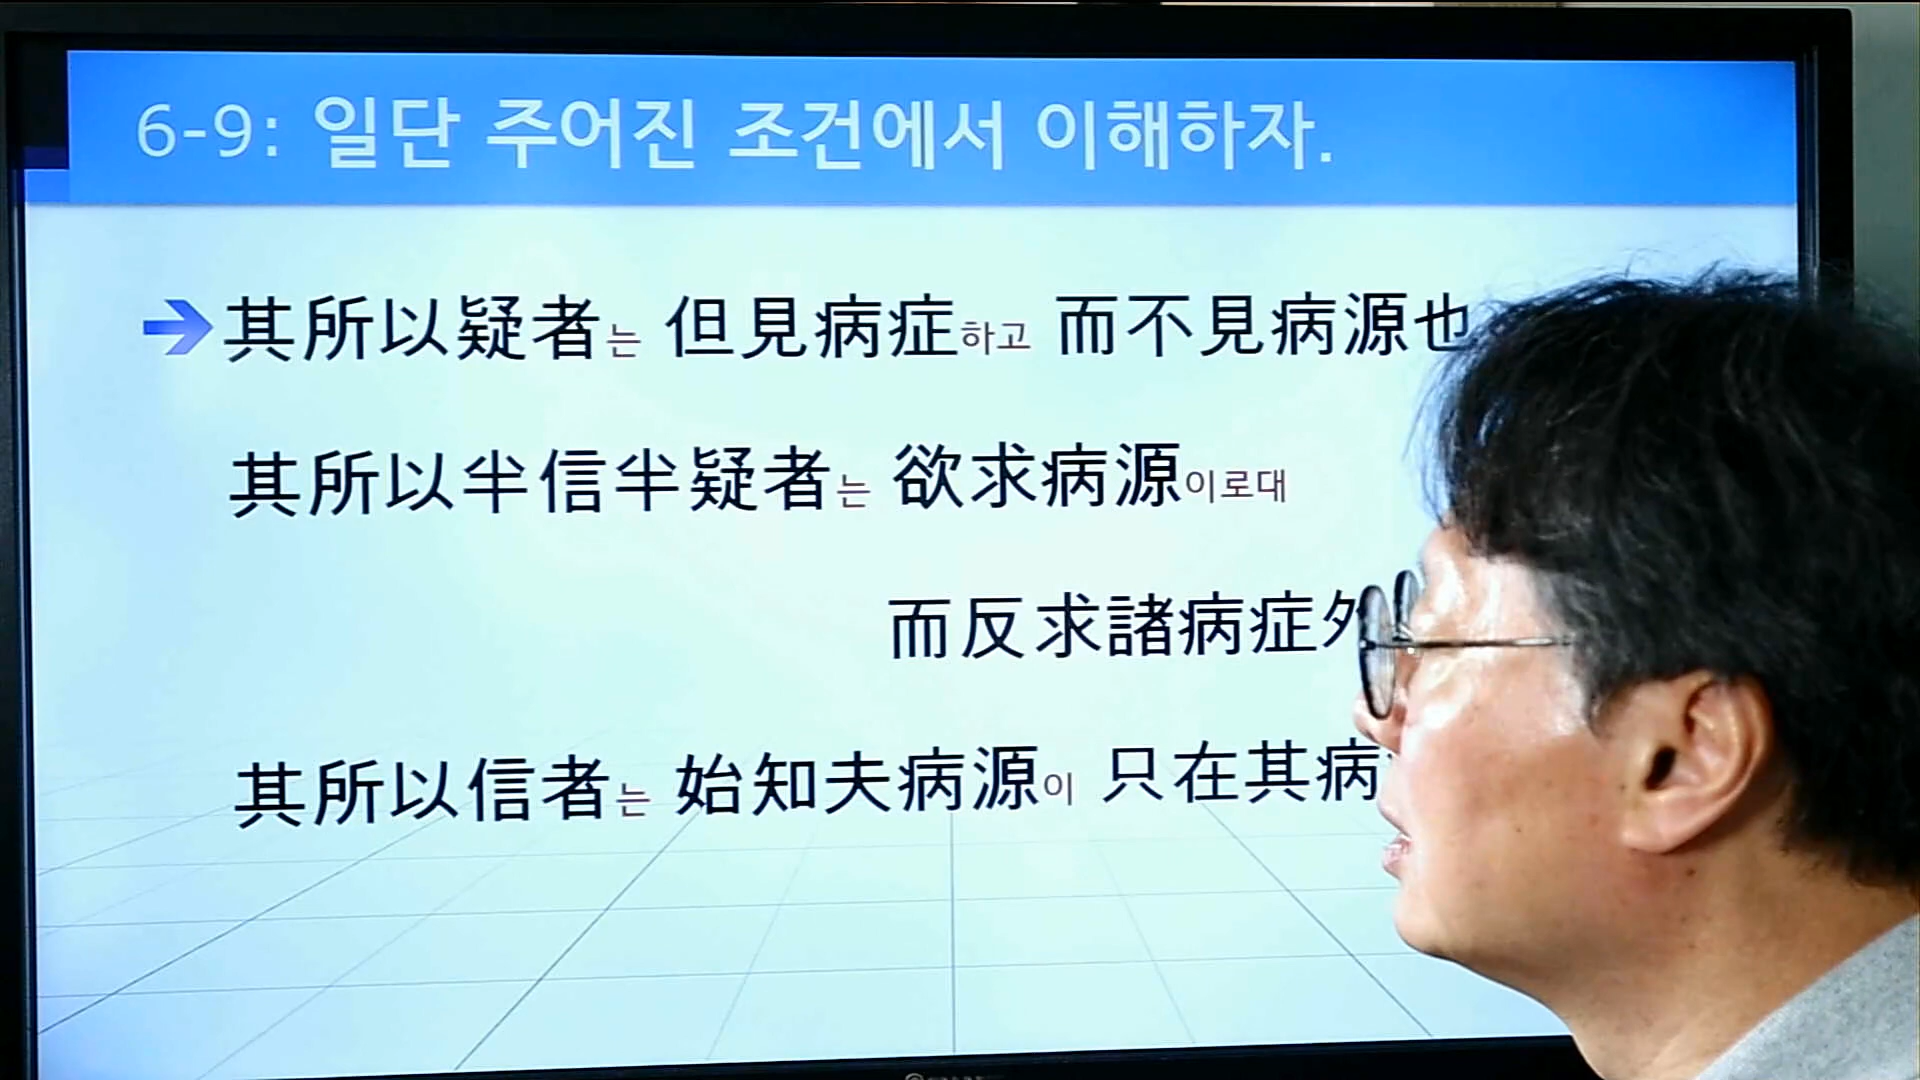 6-9: 일단 주어진 조건에서 이해하자.
其所以疑者는 但見病症하고 而不見病源也
其所以半信半疑者는 欲求病源이로대
而反求諸病症外
其所以信者는 始知夫病源이 只在其病